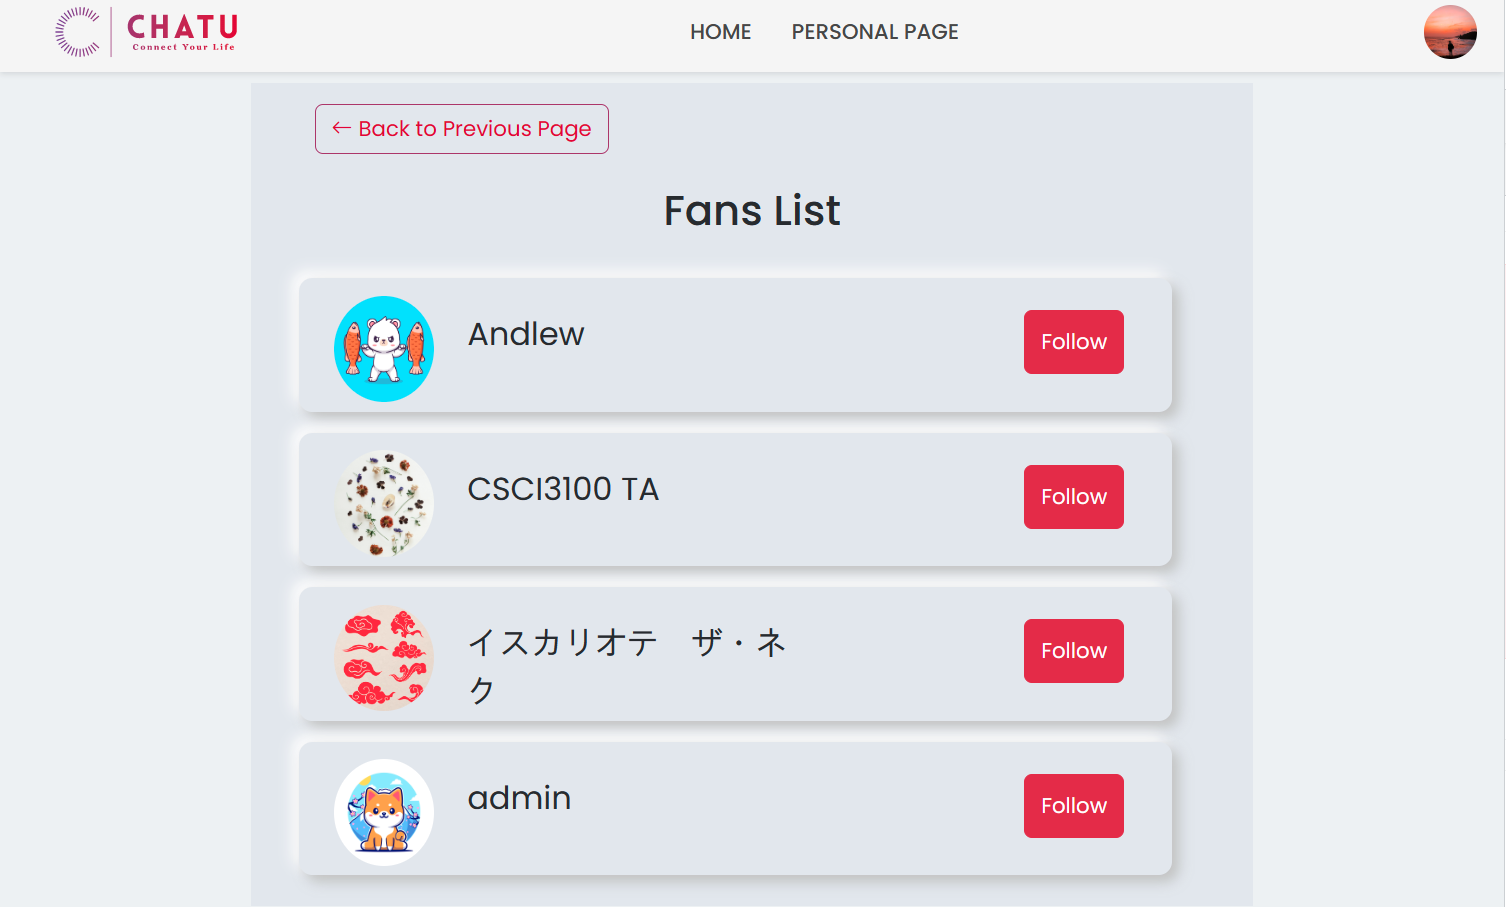 CHATU
Connect Your Life
HOME
PERSONAL PAGE
← Back to Previous Page
Fans List
Andlew
Follow
CSCI3100 TA
Follow
イスカリオテ　ザ・ネ
ク
Follow
admin
Follow